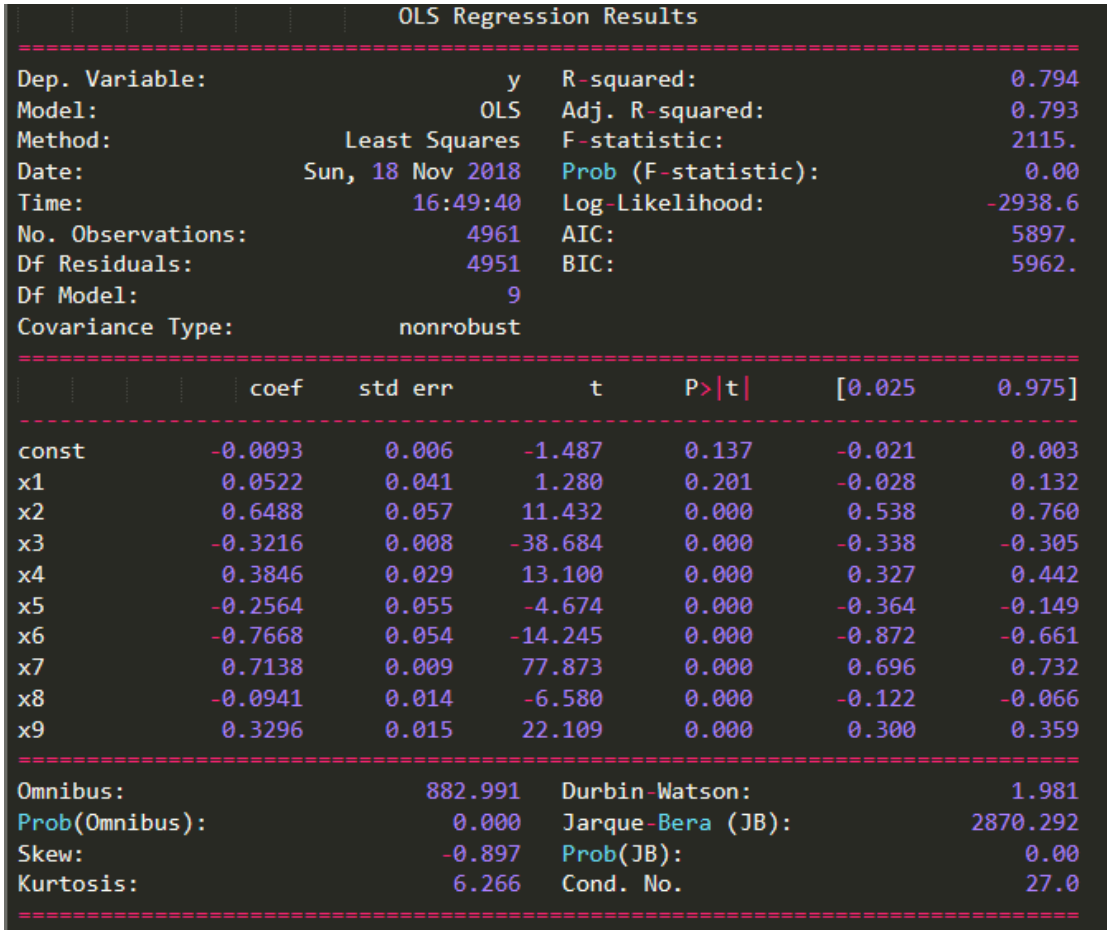 OLS Regression Results
==============================================================================
Dep. Variable: y R-squared: 0.794
Model: OLS Adj. R-squared: 0.793
Method: Least Squares F-statistic: 2115.
Date: Sun, 18 Nov 2018 Prob (F-statistic): 0.00
Time: 16:49:40 Log-Likelihood: -2938.6
No. Observations: 4961 AIC: 5897.
Df Residuals: 4951 BIC: 5962.
Df Model: 9
Covariance Type: nonrobust
==============================================================================
coef std err t P>|t| [0.025 0.975]
------------------------------------------------------------------------------
const -0.0093 0.006 -1.487 0.137 -0.021 0.003
x1 0.0522 0.041 1.280 0.201 -0.028 0.132
x2 0.6488 0.057 11.432 0.000 0.538 0.760
x3 -0.3216 0.008 -38.684 0.000 -0.338 -0.305
x4 0.3846 0.029 13.100 0.000 0.327 0.442
x5 -0.2564 0.055 -4.674 0.000 -0.364 -0.149
x6 -0.7668 0.054 -14.245 0.000 -0.872 -0.661
x7 0.7138 0.009 77.873 0.000 0.696 0.732
x8 -0.0941 0.014 -6.580 0.000 -0.122 -0.066
x9 0.3296 0.015 22.109 0.000 0.300 0.359
==============================================================================
Omnibus: 882.991 Durbin-Watson: 1.981
Prob(Omnibus): 0.000 Jarque-Bera (JB): 2870.292
Skew: -0.897 Prob(JB): 0.00
Kurtosis: 6.266 Cond. No. 27.0
==============================================================================